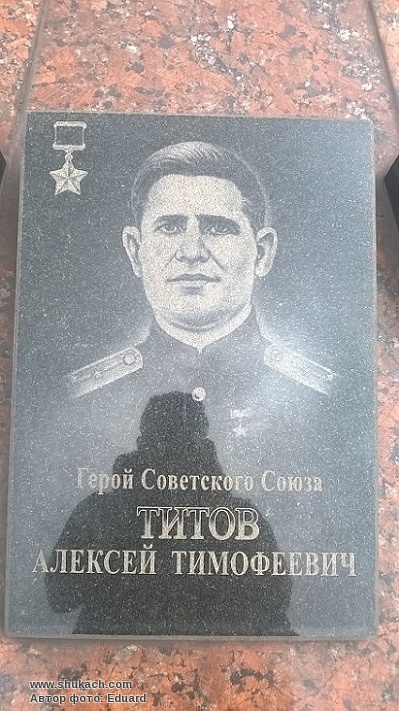 Герой Советского Союза
ТИТОВ
АЛЕКСЕЙ ТИМОФЕЕВИЧ
www.shukach.com
Автор фото: Eduard